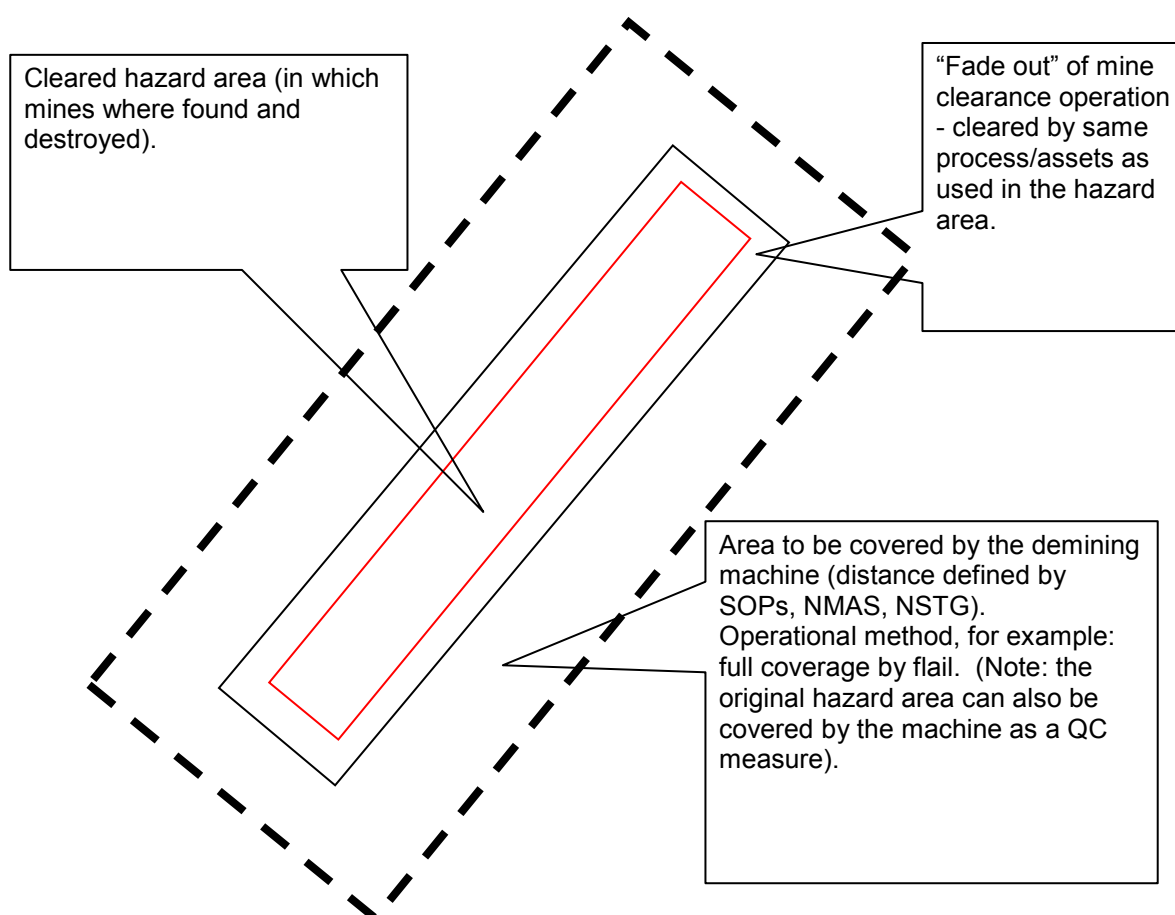 Cleared hazard area (in which
mines where found and
destroyed).
“Fade out” of mine
clearance operation
- cleared by same
process/assets as
used in the hazard
area.
Area to be covered by the demining
machine (distance defined by
SOPs, NMAS, NSTG).
Operational method, for example:
full coverage by flail.  (Note: the
original hazard area can also be
covered by the machine as a QC
measure).